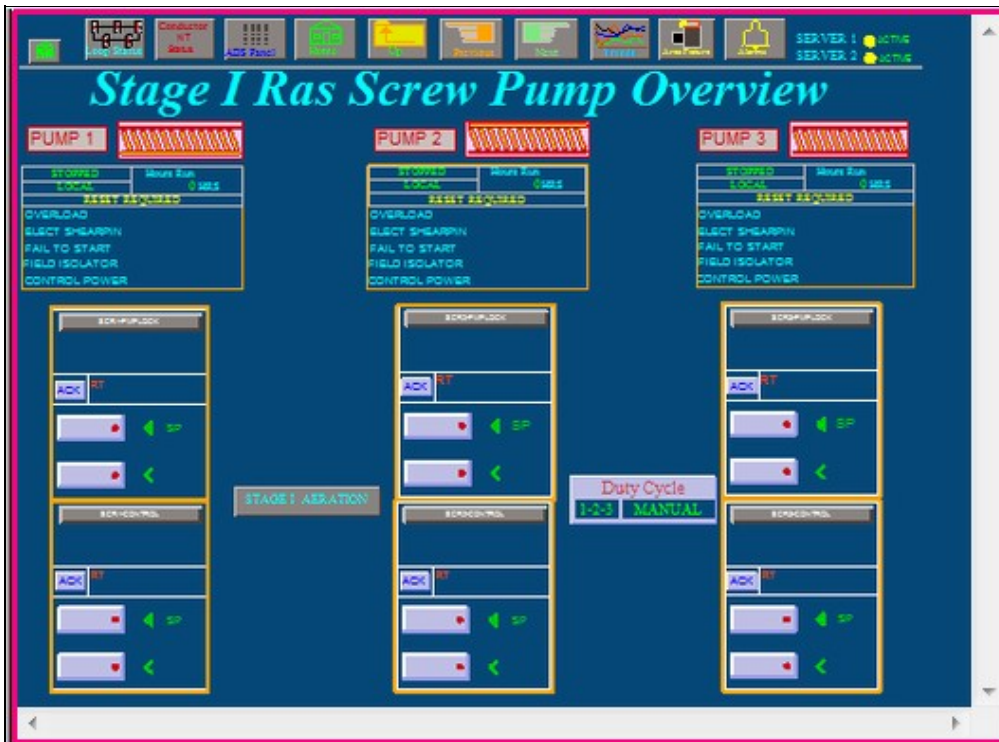 Loop Status
Conductor
NT
Status
ADS Panel
Up
Previous
Next
Alarms
SERVER 1 ACTIVE
SERVER 2 ACTIVE
Stage I Ras Screw Pump Overview
PUMP 1
PUMP 2
PUMP 3
STOPPED Hours Run
LOCAL 0 HRS
RESET REQUIRED
OVERLOAD
ELECT SHEARPIN
FAIL TO START
FIELD ISOLATOR
CONTROL POWER
STOPPED Hours Run
LOCAL 0 HRS
RESET REQUIRED
OVERLOAD
ELECT SHEARPIN
FAIL TO START
FIELD ISOLATOR
CONTROL POWER
STOPPED Hours Run
LOCAL 0 HRS
RESET REQUIRED
OVERLOAD
ELECT SHEARPIN
FAIL TO START
FIELD ISOLATOR
CONTROL POWER
ACK RT
SP
ACK RT
SP
ACK RT
SP
STAGE I AERATION
Duty Cycle
1-2-3 MANUAL
ACK RT
SP
ACK RT
SP
ACK RT
SP